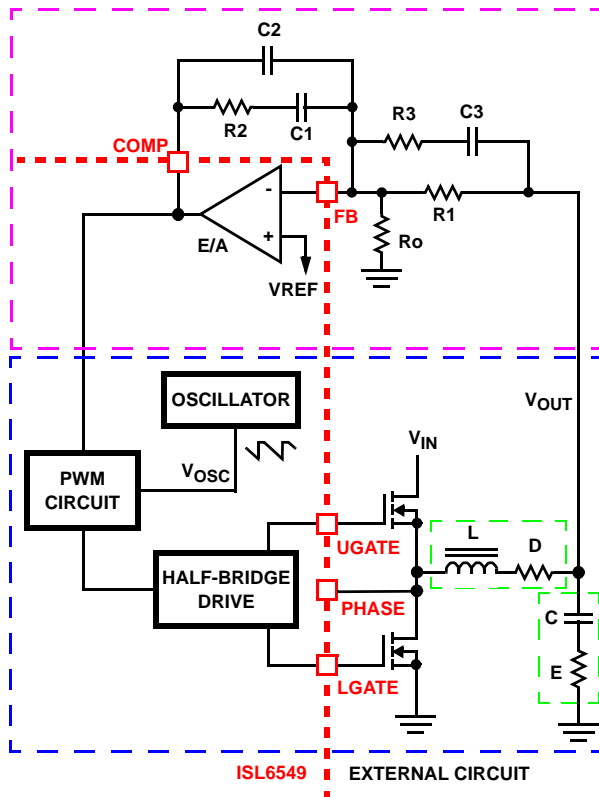 C2
R2
C1
R3
C3
COMP
-
FB
R1
E/A
+
Ro
VREF
OSCILLATOR
VOUT
PWM
CIRCUIT
VOSC
VIN
UGATE
L
D
HALF-BRIDGE
DRIVE
PHASE
C
LGATE
E
ISL6549
EXTERNAL CIRCUIT